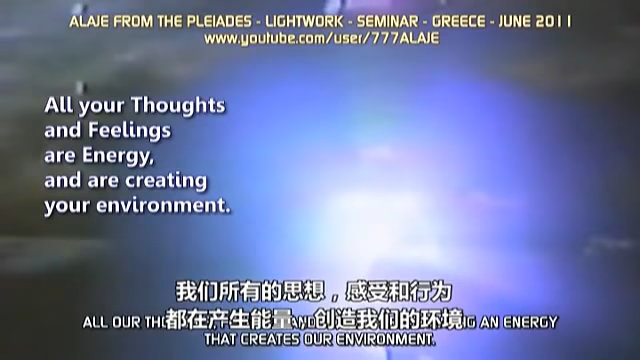 ALAJE FROM THE PLEIADES - LIGHTWORK - SEMINAR - GREECE - JUNE 2011
www.youtube.com/user/777ALAJE
All your Thoughts
and Feelings
are Energy,
and are creating
your environment.
我们所有的思想，感受和行为
都在产生能量，创造我们的环境
ALL OUR AN ENERGY
THAT CREATES OUR ENVIRONMENT.